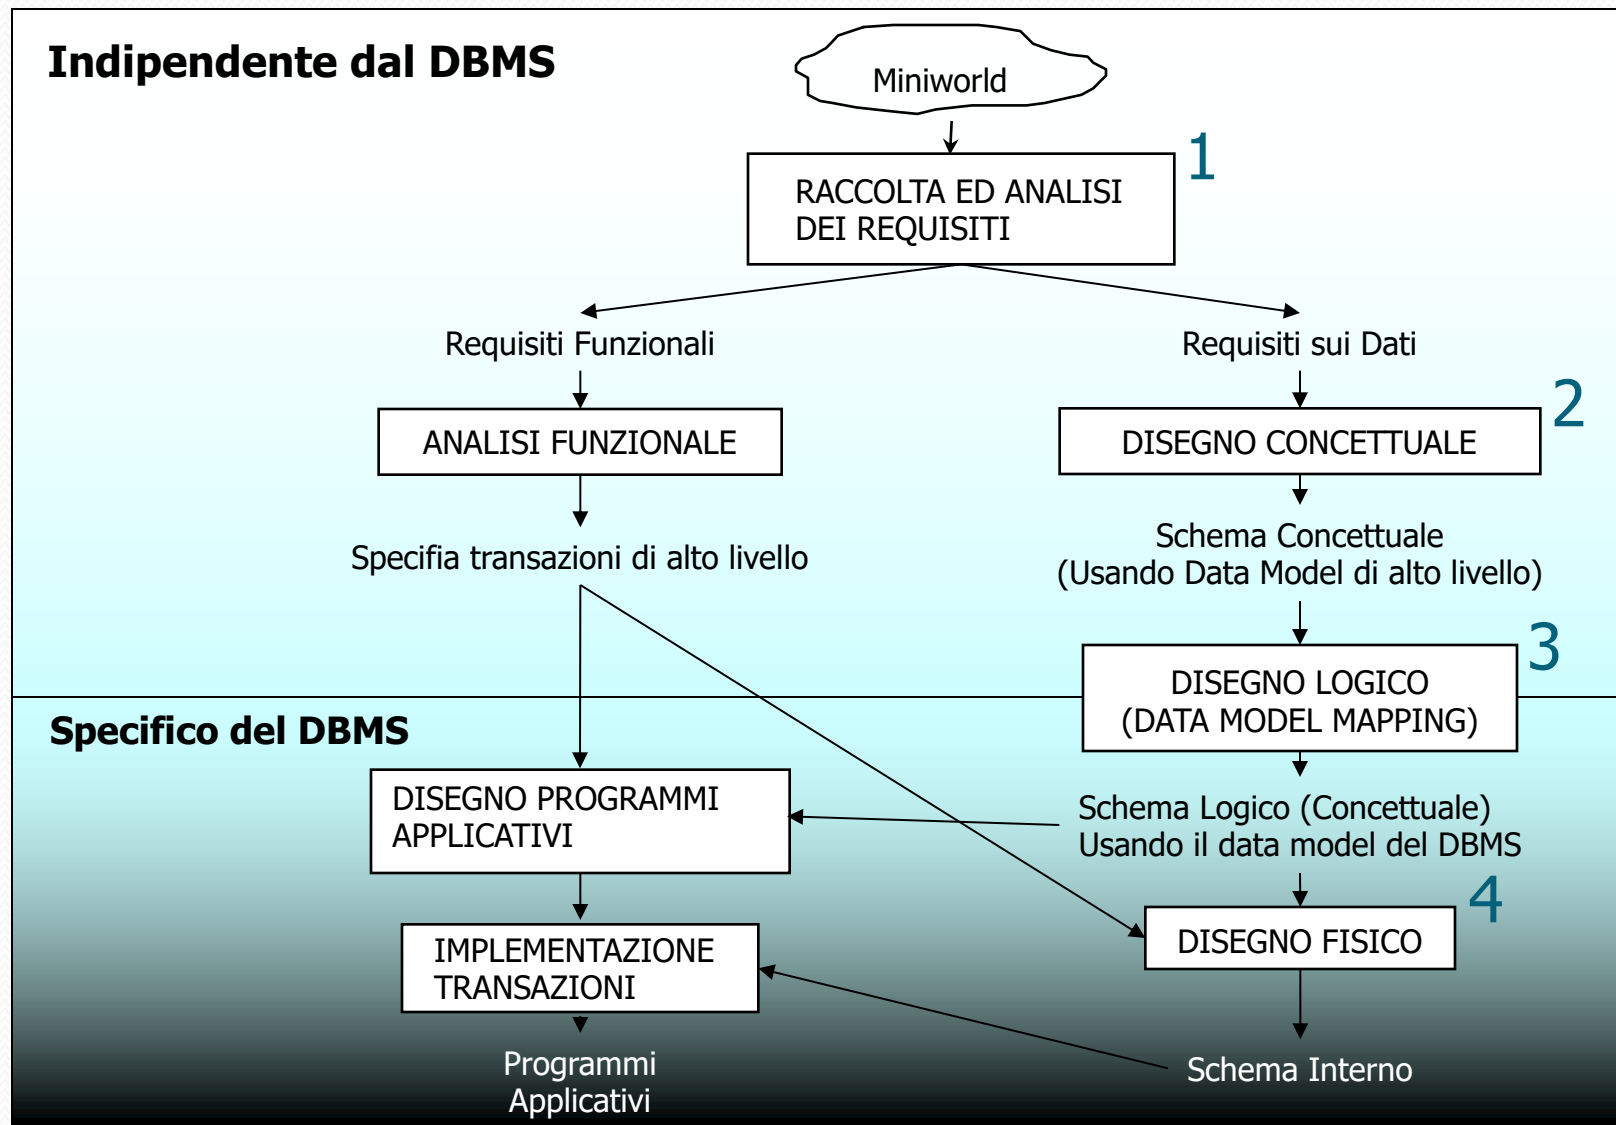 Indipendente dal DBMS
Miniworld
1
RACCOLTA ED ANALISI
DEI REQUISITI
Requisiti Funzionali
Requisiti sui Dati
2
ANALISI FUNZIONALE
DISEGNO CONCETTUALE
Specifia transazioni di alto livello
Schema Concettuale
(Usando Data Model di alto livello)
3
DISEGNO LOGICO
(DATA MODEL MAPPING)
Specifico del DBMS
DISEGNO PROGRAMMI
APPLICATIVI
Schema Logico (Concettuale)
Usando il data model del DBMS
4
IMPLEMENTAZIONE
TRANSAZIONI
DISEGNO FISICO
Programmi
Applicativi
Schema Interno